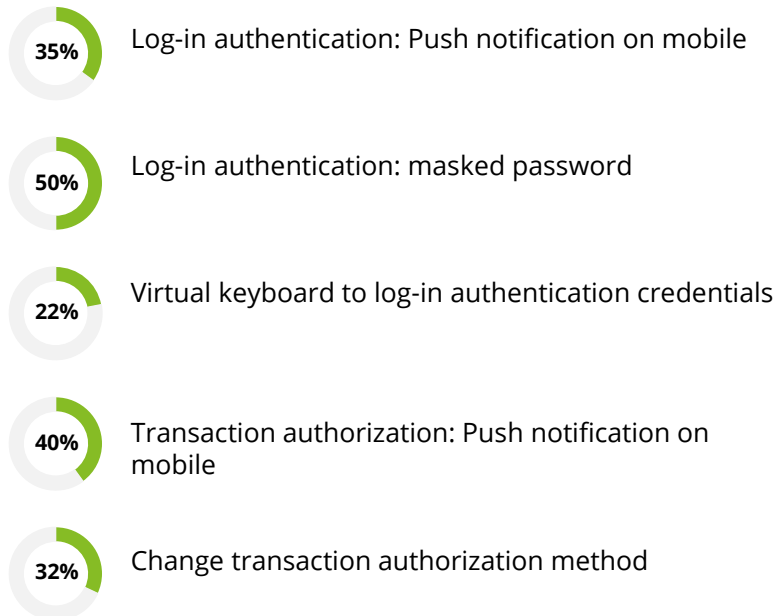 35%
Log-in authentication: Push notification on mobile
50%
Log-in authentication: masked password
22%
Virtual keyboard to log-in authentication credentials
40%
Transaction authorization: Push notification on
mobile
32%
Change transaction authorization method